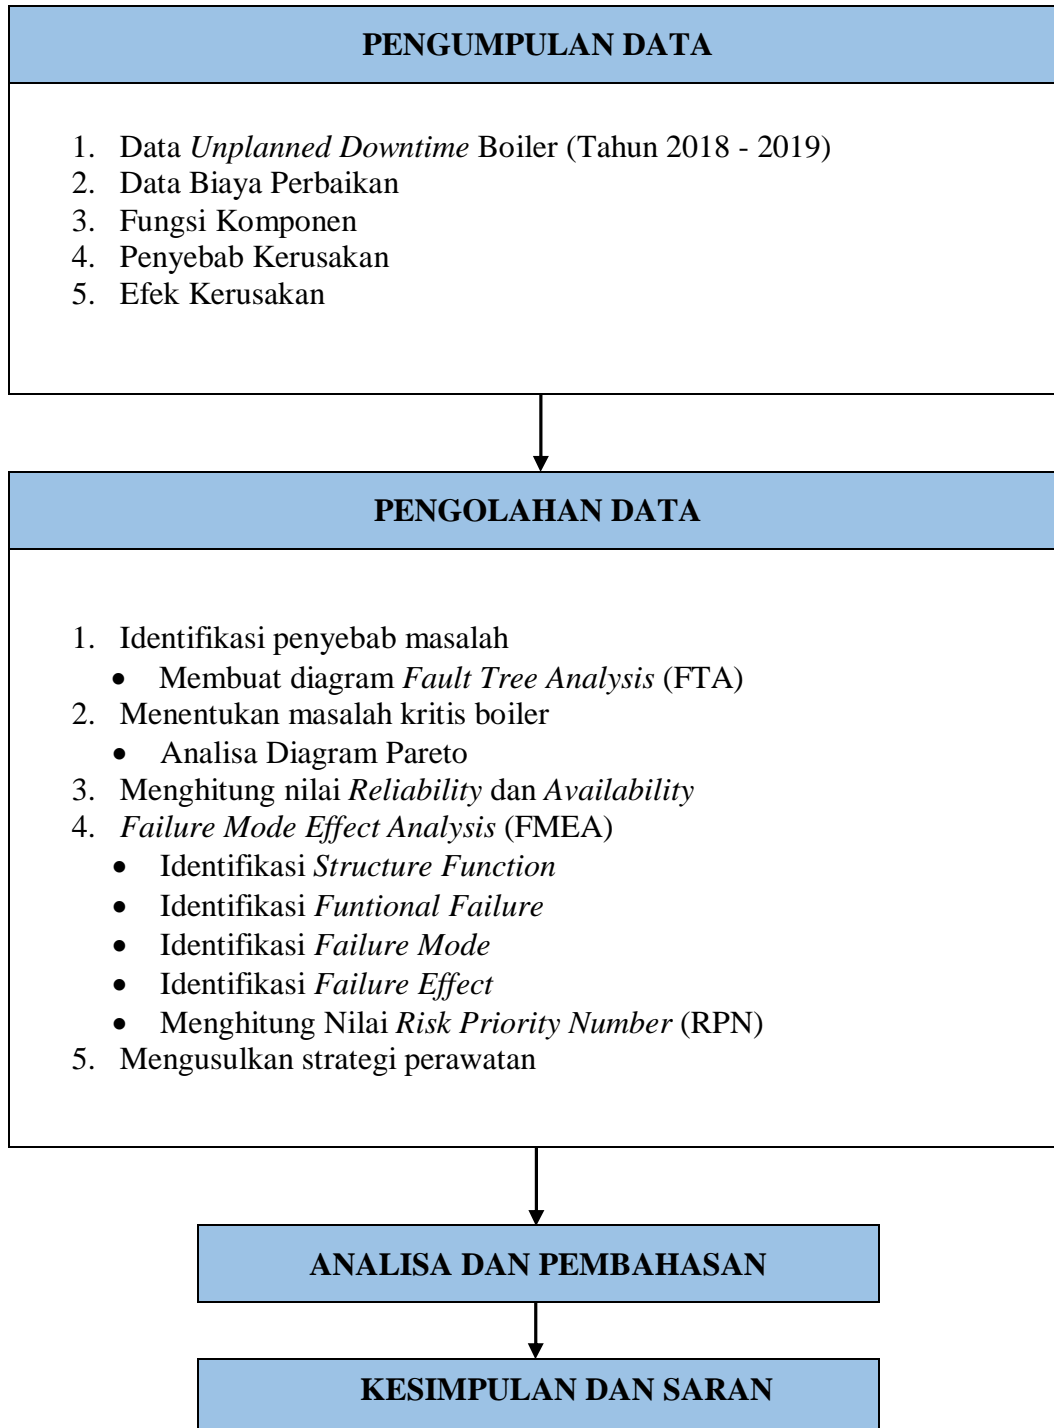 PENGUMPULAN DATA
1. Data Unplanned Downtime Boiler (Tahun 2018 - 2019)
2. Data Biaya Perbaikan
3. Fungsi Komponen
4. Penyebab Kerusakan
5. Efek Kerusakan
PENGOLAHAN DATA
1. Identifikasi penyebab masalah
• Membuat diagram Fault Tree Analysis (FTA)
2. Menentukan masalah kritis boiler
• Analisa Diagram Pareto
3. Menghitung nilai Reliability dan Availability
4. Failure Mode Effect Analysis (FMEA)
• Identifikasi Structure Function
• Identifikasi Funtional Failure
• Identifikasi Failure Mode
• Identifikasi Failure Effect
• Menghitung Nilai Risk Priority Number (RPN)
5. Mengusulkan strategi perawatan
ANALISA DAN PEMBAHASAN
KESIMPULAN DAN SARAN